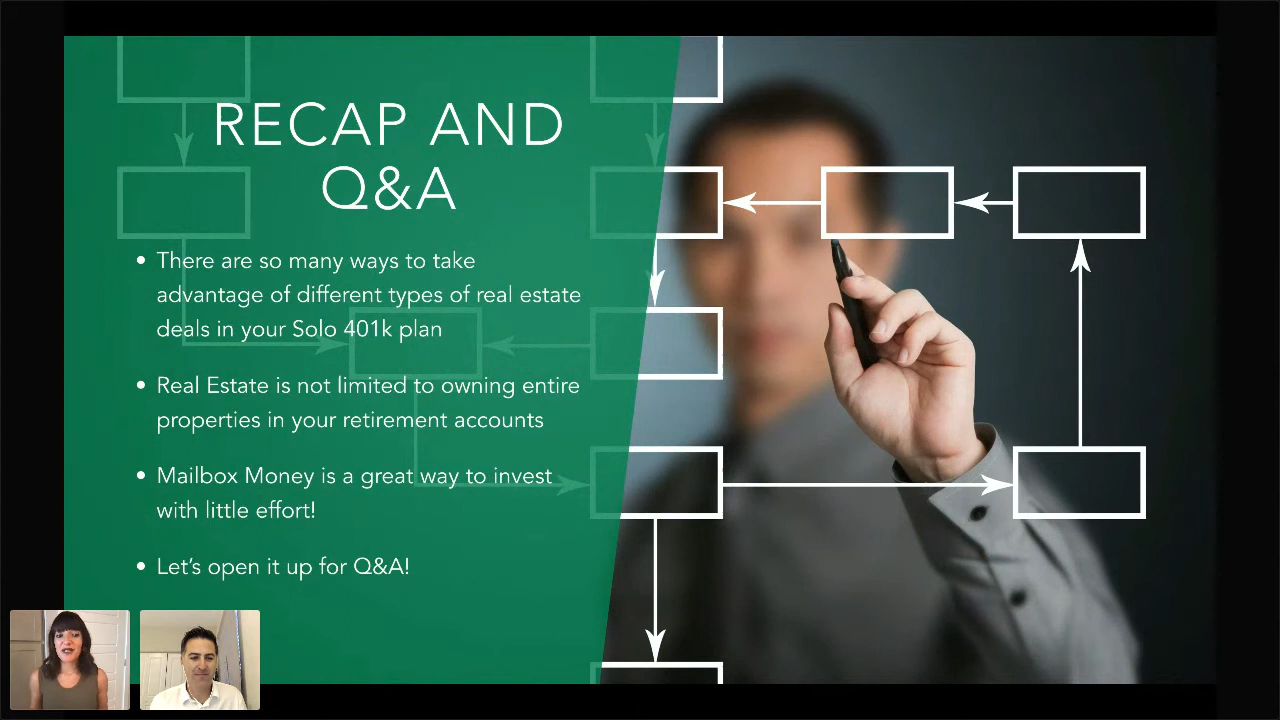 RECAP AND
Q&A
• There are so many ways to take
advantage of different types of real estate
deals in your Solo 401k plan
• Real Estate is not limited to owning entire
properties in your retirement accounts
• Mailbox Money is a great way to invest
with little effort!
• Let's open it up for Q&A!